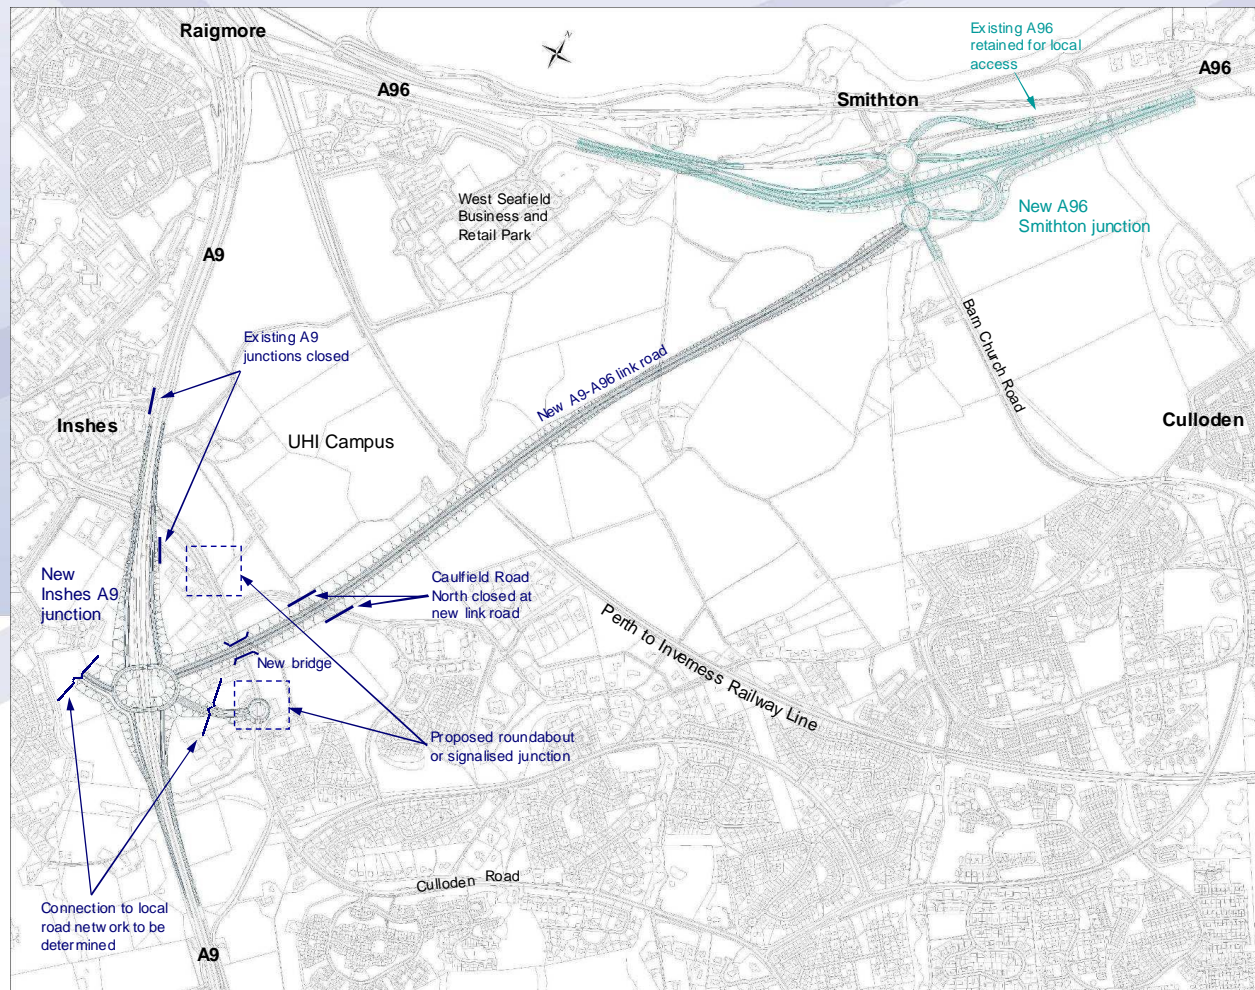 Raigmore
N
Existing A96
retained for local
access
A96
A96
A9
Smithton
West Seafield
Business and
Retail Park
New A96
Smithton junction
A9
Existing A9
junctions closed
Barn Church Road
New A9-A96 link road
Inshes
UHI Campus
Culloden
New
Inshes A9
junction
Caulfield Road
North closed at
new link road
Perth to Inverness Railway Line
New bridge
Proposed roundabout
or signalised junction
Culloden Road
Connection to local
road network to be
determined
A9